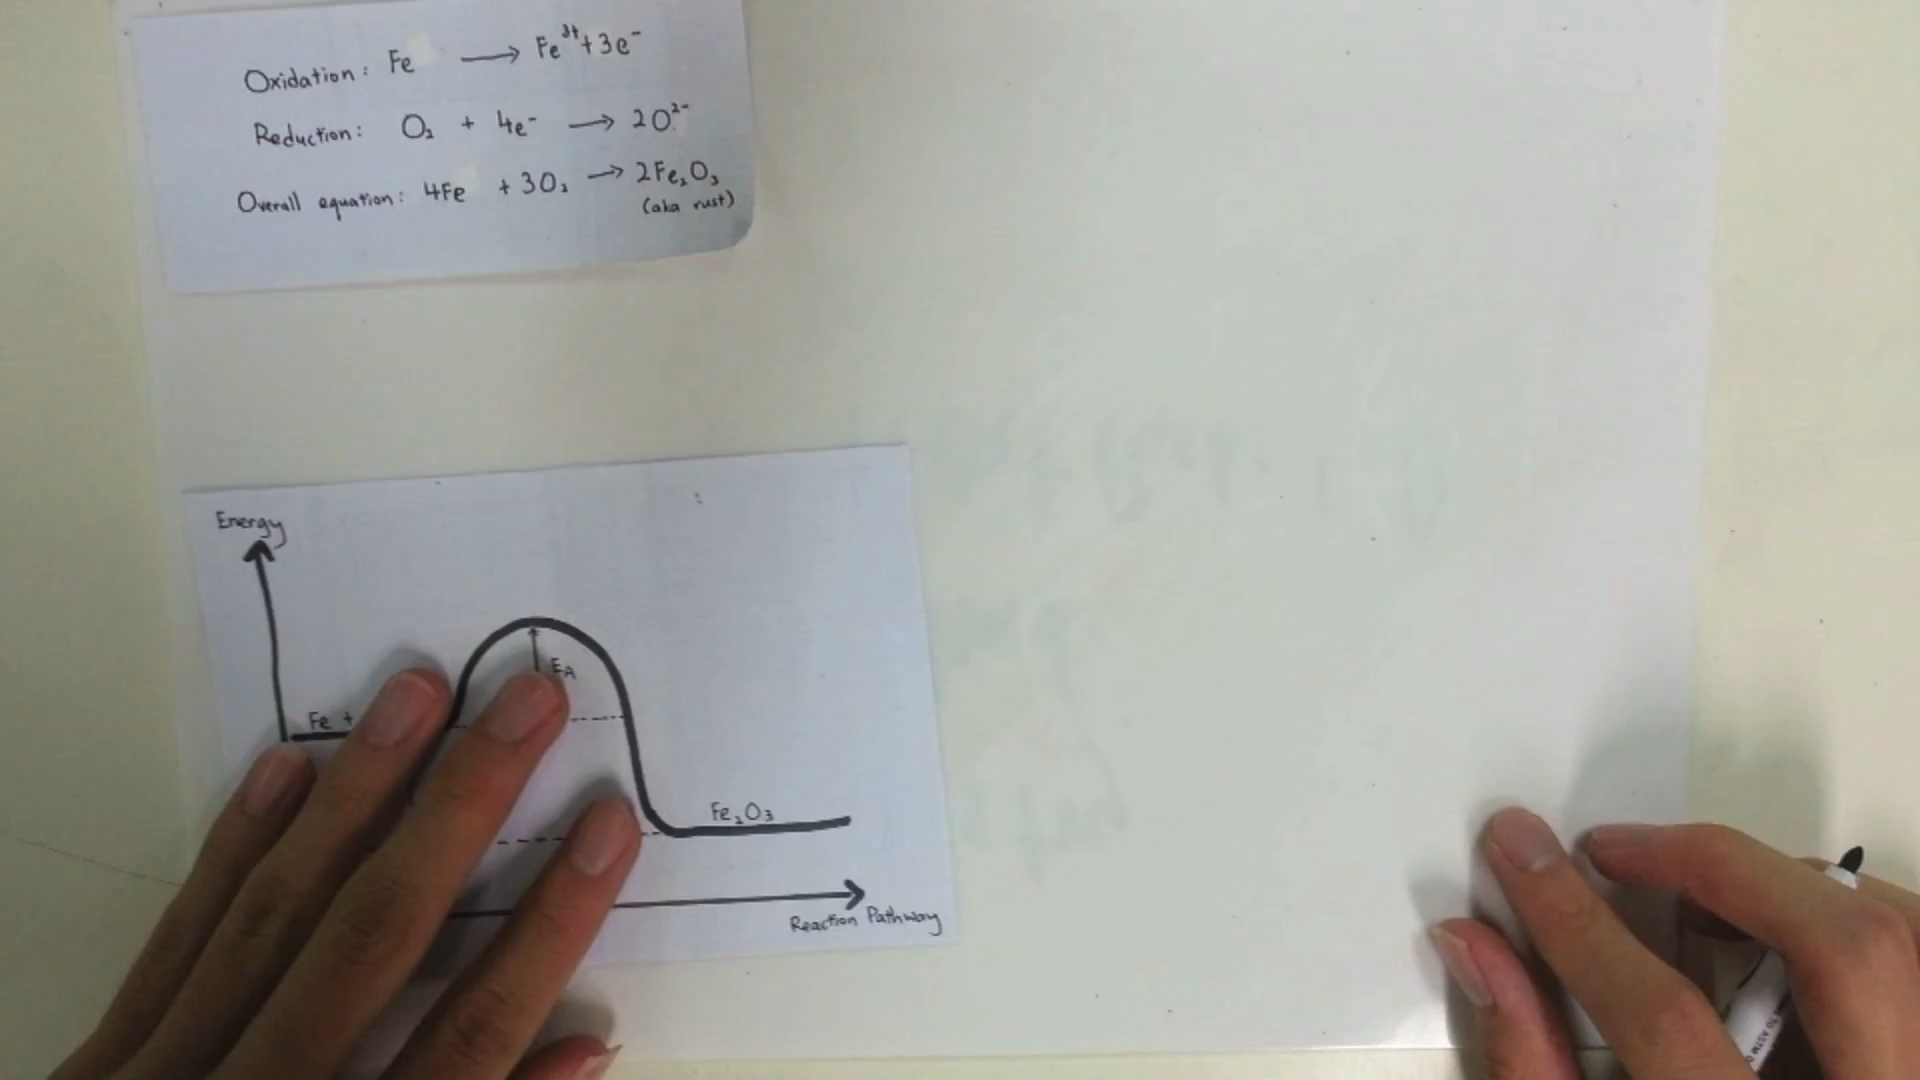 Oxidation: Fe ⟶ Fe³⁺ + 3e⁻
Reduction: O₂ + 4e⁻ ⟶ 2O²⁻
Overall equation: 4Fe + 3O₂ → 2Fe₂O₃
(aka rust)
Energy
E_A
Fe +
Fe₂O₃
Reaction Pathway